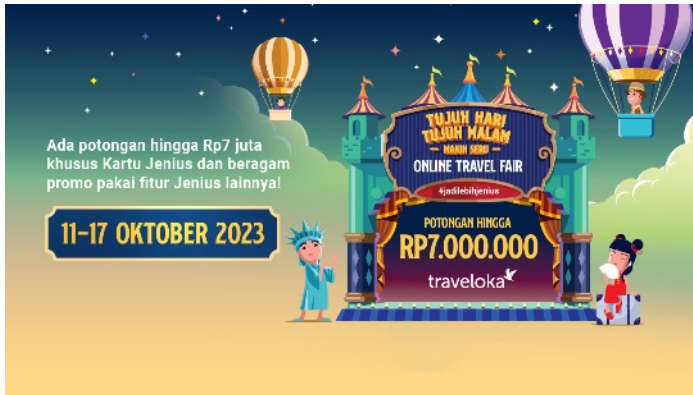 Ada potongan hingga Rp7 juta
khusus Kartu Jenius dan beragam
promo pakai fitur Jenius lainnya!
11-17 OKTOBER 2023
TUJUH HARI
TUJUH MALAM
MAKIN SERU
ONLINE TRAVEL FAIR
#jadilebihjenius
POTONGAN HINGGA
RP7.000.000
traveloka